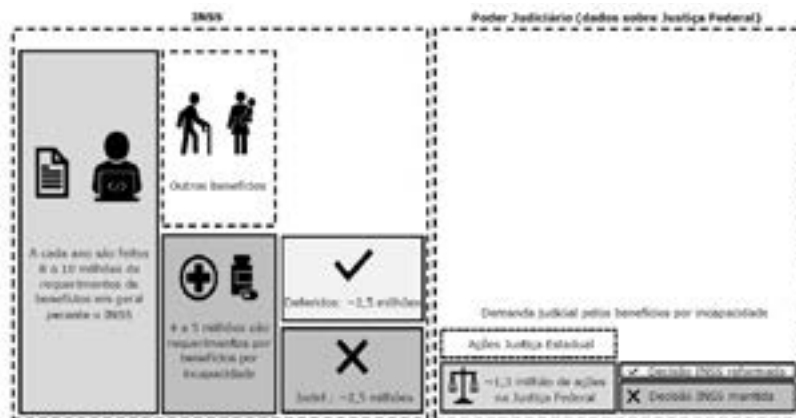 INSS
Poder Judiciário (dados sobre Justiça Federal)
Outros benefícios
A cada ano são feitos
8 a 10 milhões de
requerimentos de
benefícios em geral
perante o INSS
4 a 5 milhões são
requerimentos por
benefícios por
incapacidade
Deferidos: ~2,5 milhões
Indef.: ~2,5 milhões
Demanda judicial pelos benefícios por incapacidade
Ações Justiça Estadual
~1,3 milhão de ações
na Justiça Federal
Decisão INSS reformada
Decisão INSS mantida